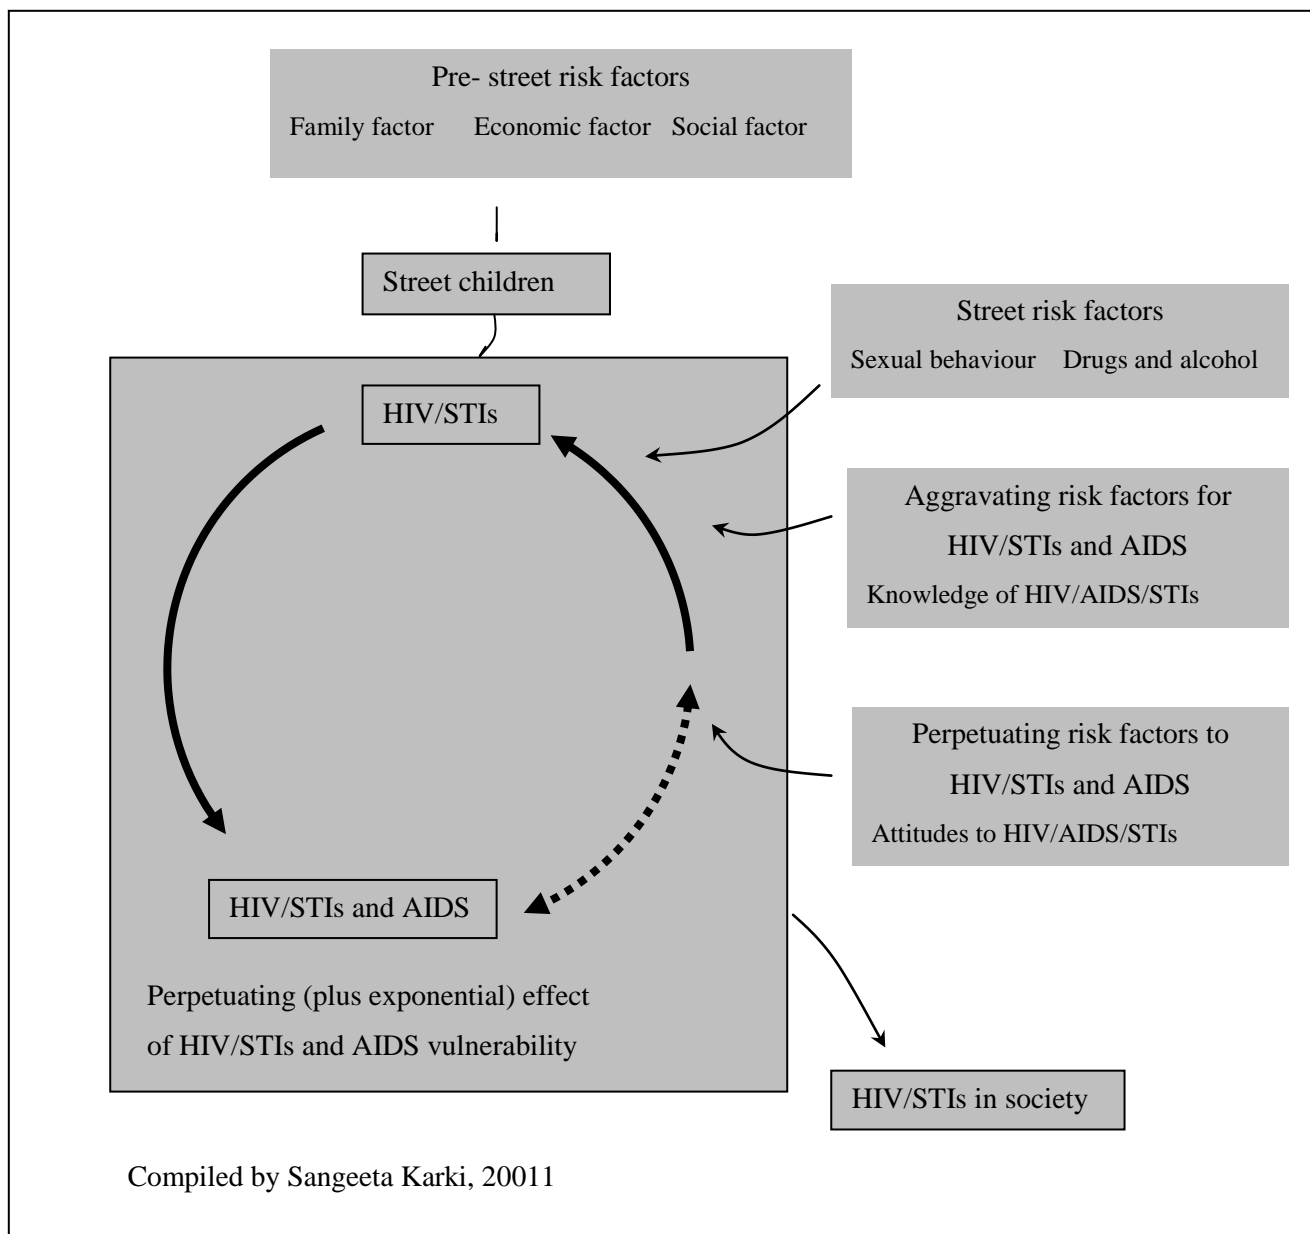 Pre- street risk factors
Family factor Economic factor Social factor
Street children
Street risk factors
Sexual behaviour Drugs and alcohol
HIV/STIs
Aggravating risk factors for
HIV/STIs and AIDS
Knowledge of HIV/AIDS/STIs
Perpetuating risk factors to
HIV/STIs and AIDS
Attitudes to HIV/AIDS/STIs
HIV/STIs and AIDS
Perpetuating (plus exponential) effect
of HIV/STIs and AIDS vulnerability
HIV/STIs in society
Compiled by Sangeeta Karki, 20011